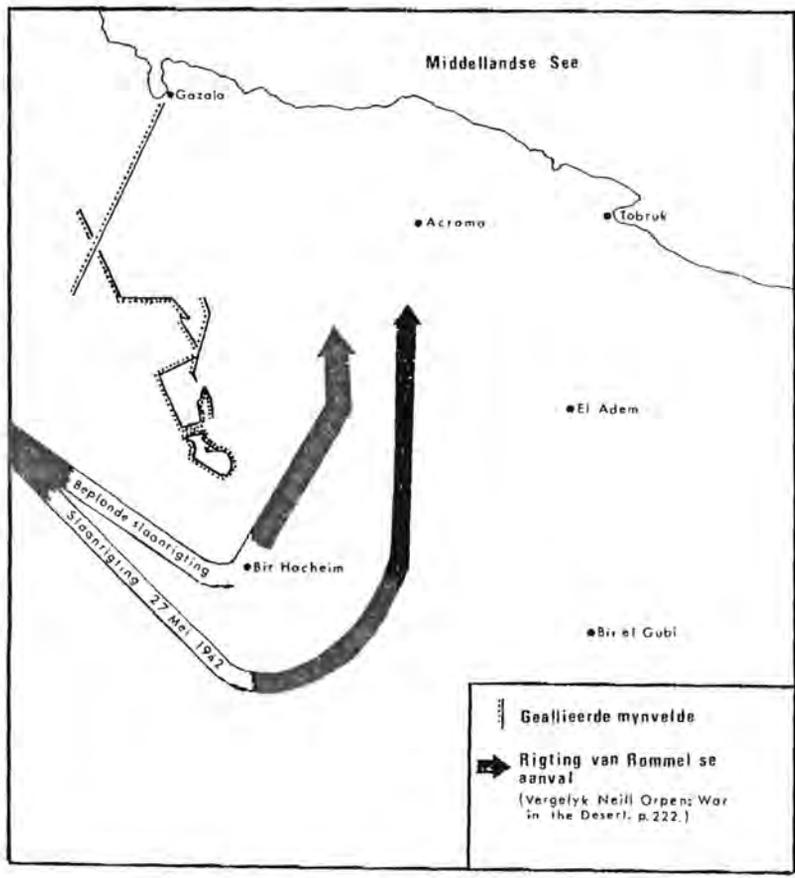 Middellandse See
Gazala
Acroma
Tobruk
El Adem
Beplande slaanrigting
Slaanrigting 27 Mei 1942
Bir Hacheim
Bir el Gubi
Geallieerde mynvelde
Rigting van Rommel se
aanval
(Vergelyk Neill Orpen: War
in the Desert. p.222.)